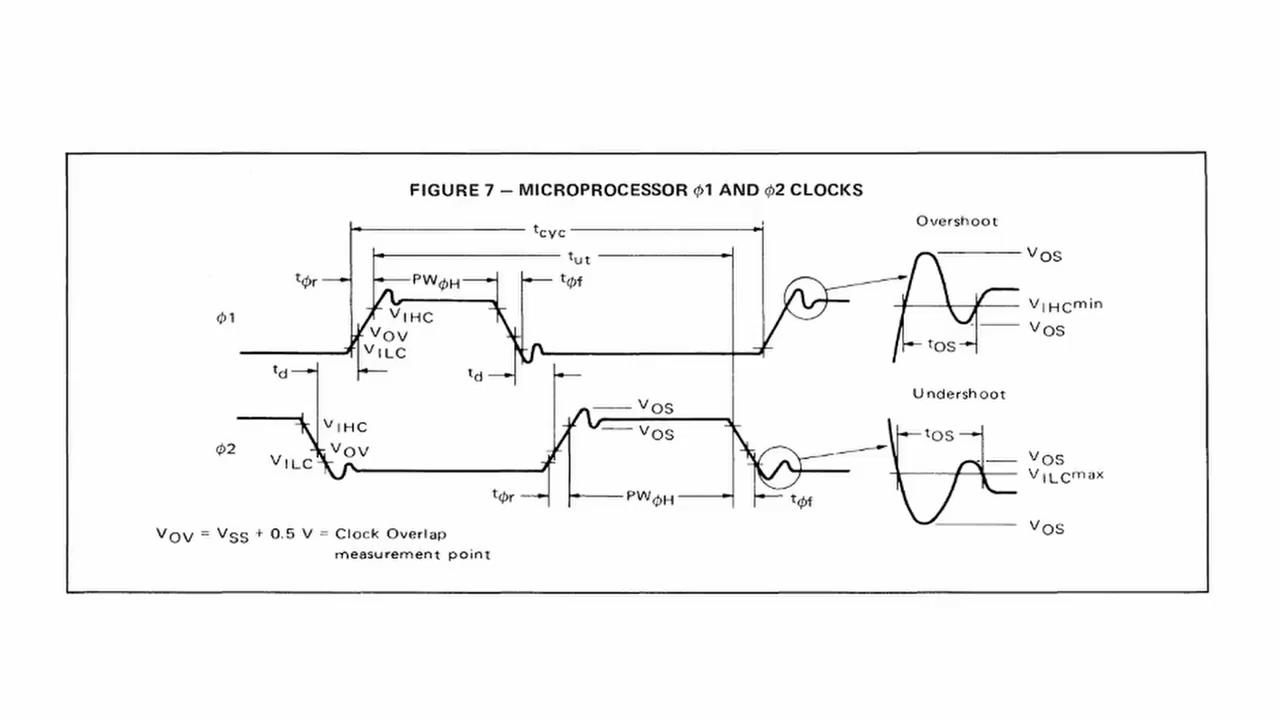 FIGURE 7 — MICROPROCESSOR ϕ1 AND ϕ2 CLOCKS
Overshoot
tcyc
tut
VOS
tϕr
PWϕH
tϕf
VIHCmin
ϕ1
VIHC
VOS
VOV
tOS
VILC
td
td
Undershoot
VOS
VIHC
VOS
tOS
ϕ2
VOV
VOS
VILC
VILCmax
tϕr
PWϕH
tϕf
VOS
VOV = VSS + 0.5 V = Clock Overlap
measurement point